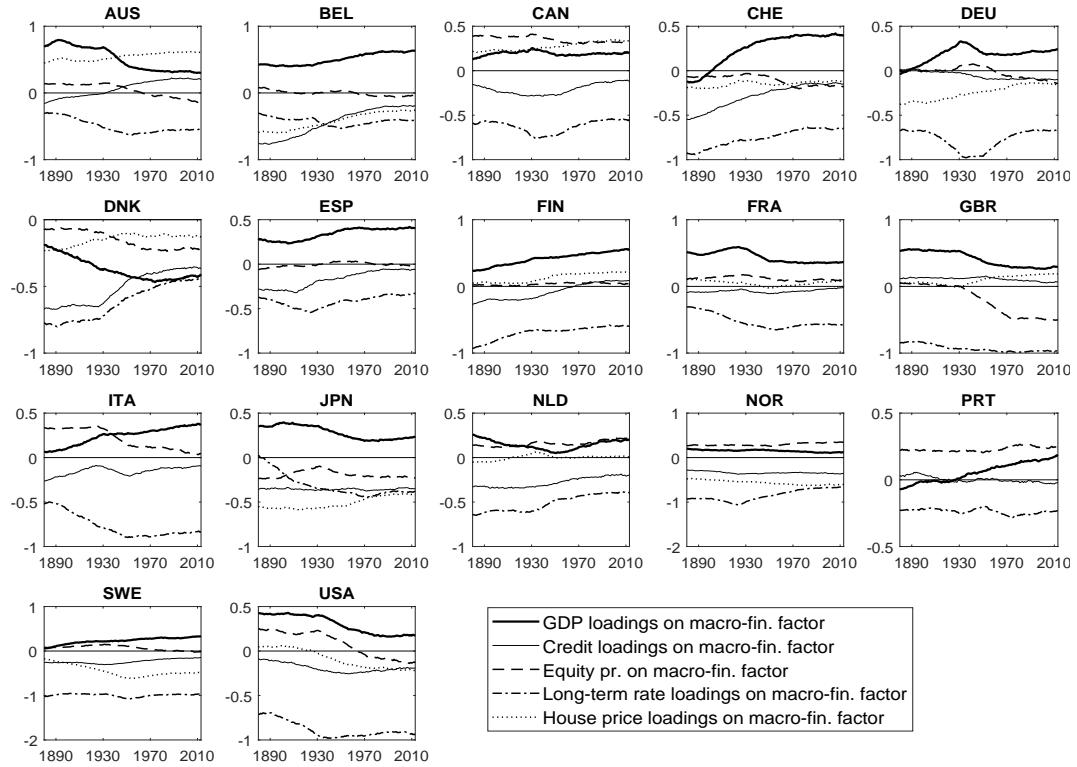 AUS
BEL
CAN
CHE
DEU
1
0
-1
1890 1930 1970 2010
1
0
-1
1890 1930 1970 2010
0.5
0
-0.5
-1
1890 1930 1970 2010
0.5
0
-0.5
-1
1890 1930 1970 2010
0.5
0
-0.5
-1
1890 1930 1970 2010
DNK
ESP
FIN
FRA
GBR
0
-0.5
-1
1890 1930 1970 2010
0.5
0
-0.5
-1
1890 1930 1970 2010
1
0
-1
1890 1930 1970 2010
1
0
-1
1890 1930 1970 2010
1
0
-1
1890 1930 1970 2010
ITA
JPN
NLD
NOR
PRT
0.5
0
-0.5
-1
1890 1930 1970 2010
0.5
0
-0.5
-1
1890 1930 1970 2010
0.5
0
-0.5
-1
1890 1930 1970 2010
1
0
-1
-2
1890 1930 1970 2010
0.5
0
-0.5
1890 1930 1970 2010
SWE
USA
1
0
-1
-2
1890 1930 1970 2010
0.5
0
-0.5
-1
1890 1930 1970 2010
GDP loadings on macro-fin. factor
Credit loadings on macro-fin. factor
Equity pr. on macro-fin. factor
Long-term rate loadings on macro-fin. factor
House price loadings on macro-fin. factor